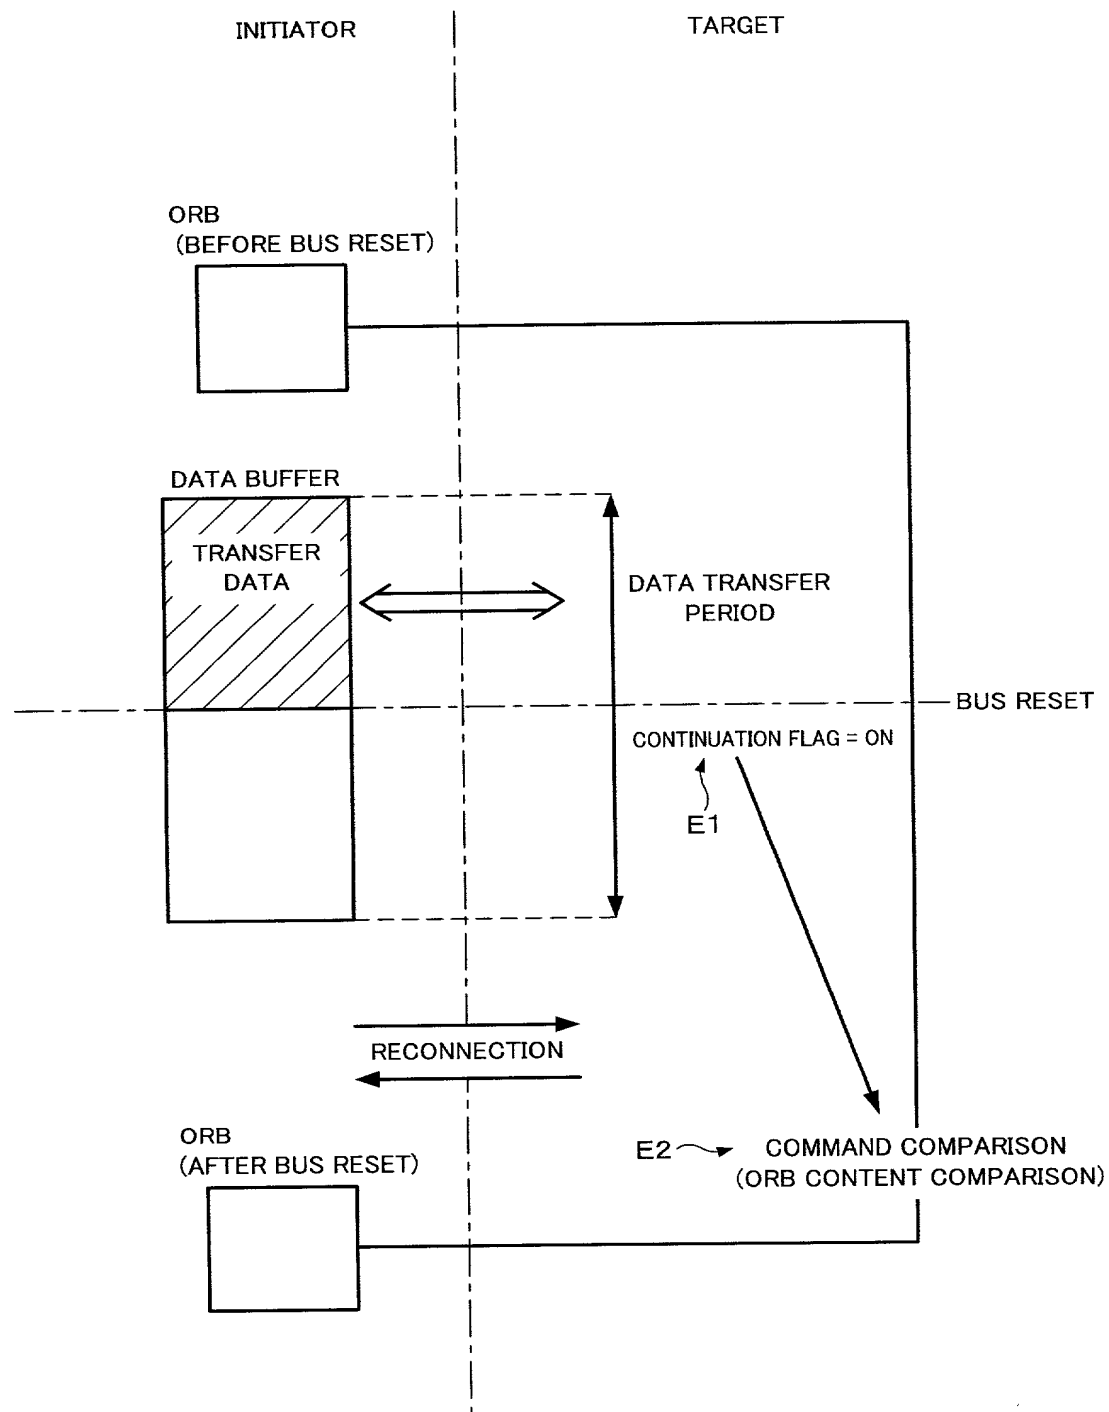 INITIATOR
TARGET
ORB
(BEFORE BUS RESET)
DATA BUFFER
TRANSFER
DATA
DATA TRANSFER
PERIOD
BUS RESET
CONTINUATION FLAG = ON
E1
RECONNECTION
ORB
(AFTER BUS RESET)
E2
COMMAND COMPARISON
(ORB CONTENT COMPARISON)